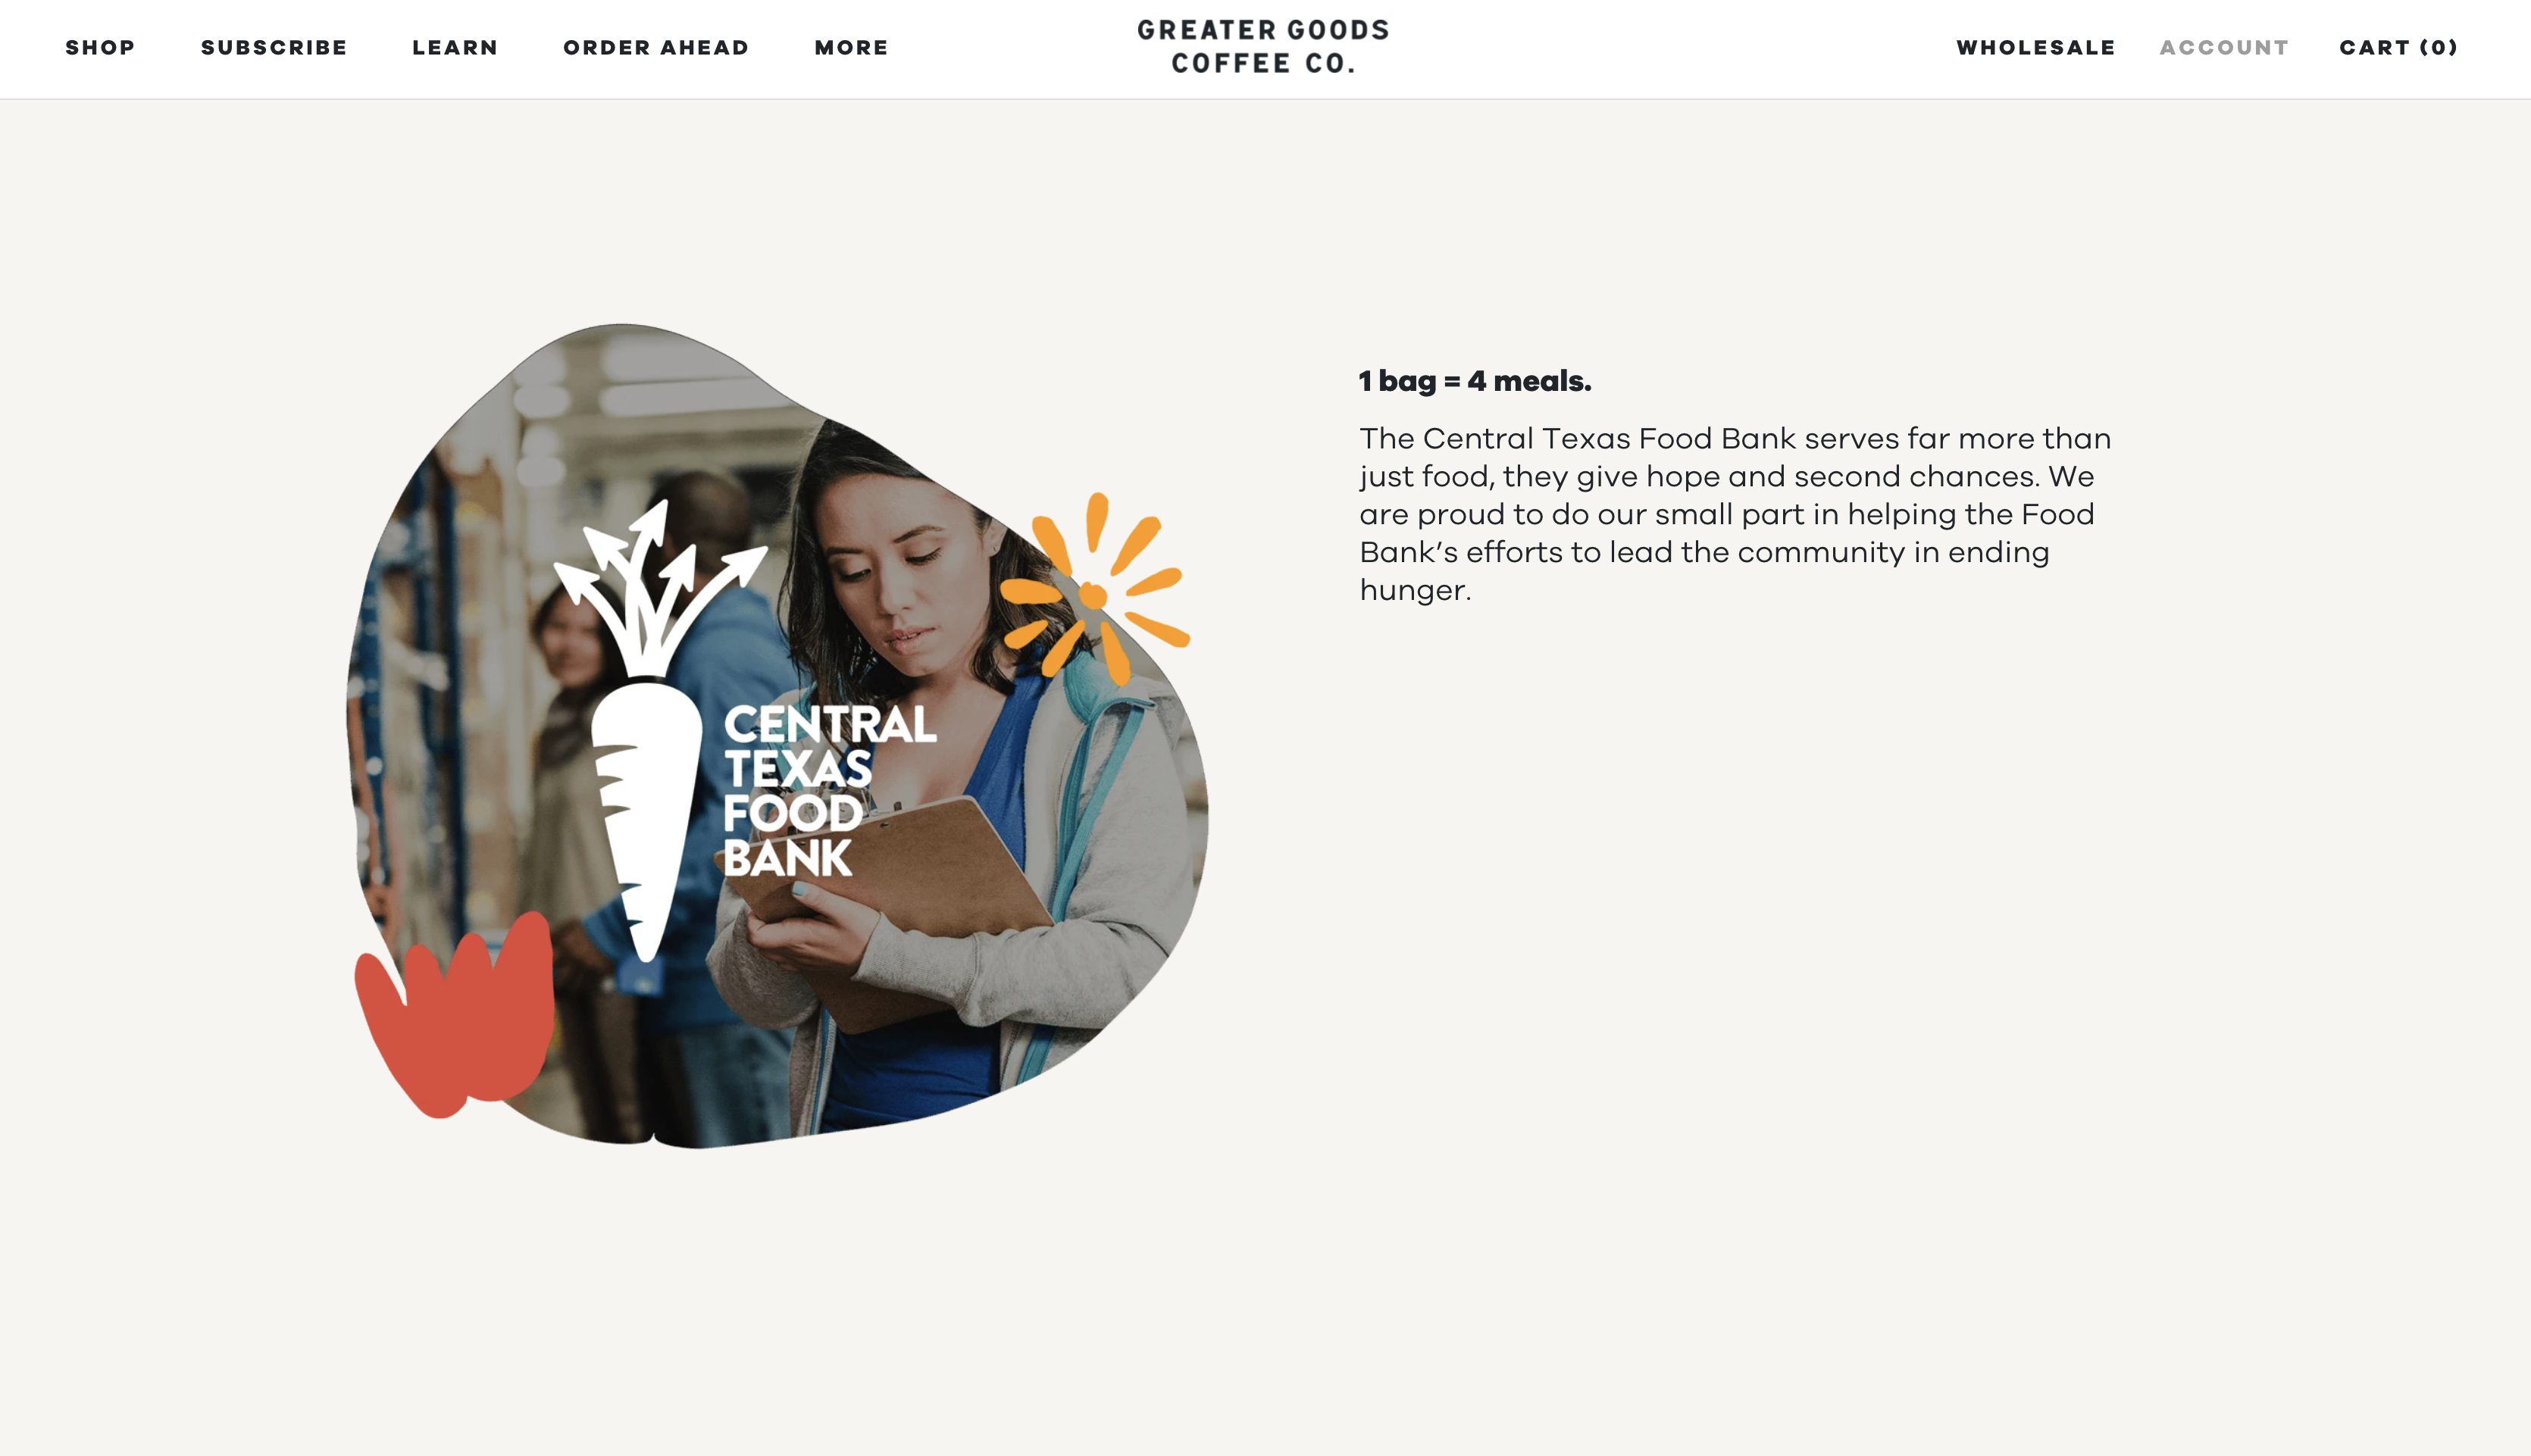 SHOP
SUBSCRIBE
LEARN
ORDER AHEAD
MORE
GREATER GOODS
COFFEE CO.
WHOLESALE
ACCOUNT
CART (0)
CENTRAL
TEXAS
FOOD
BANK
1 bag = 4 meals.
The Central Texas Food Bank serves far more than
just food, they give hope and second chances. We
are proud to do our small part in helping the Food
Bank’s efforts to lead the community in ending
hunger.